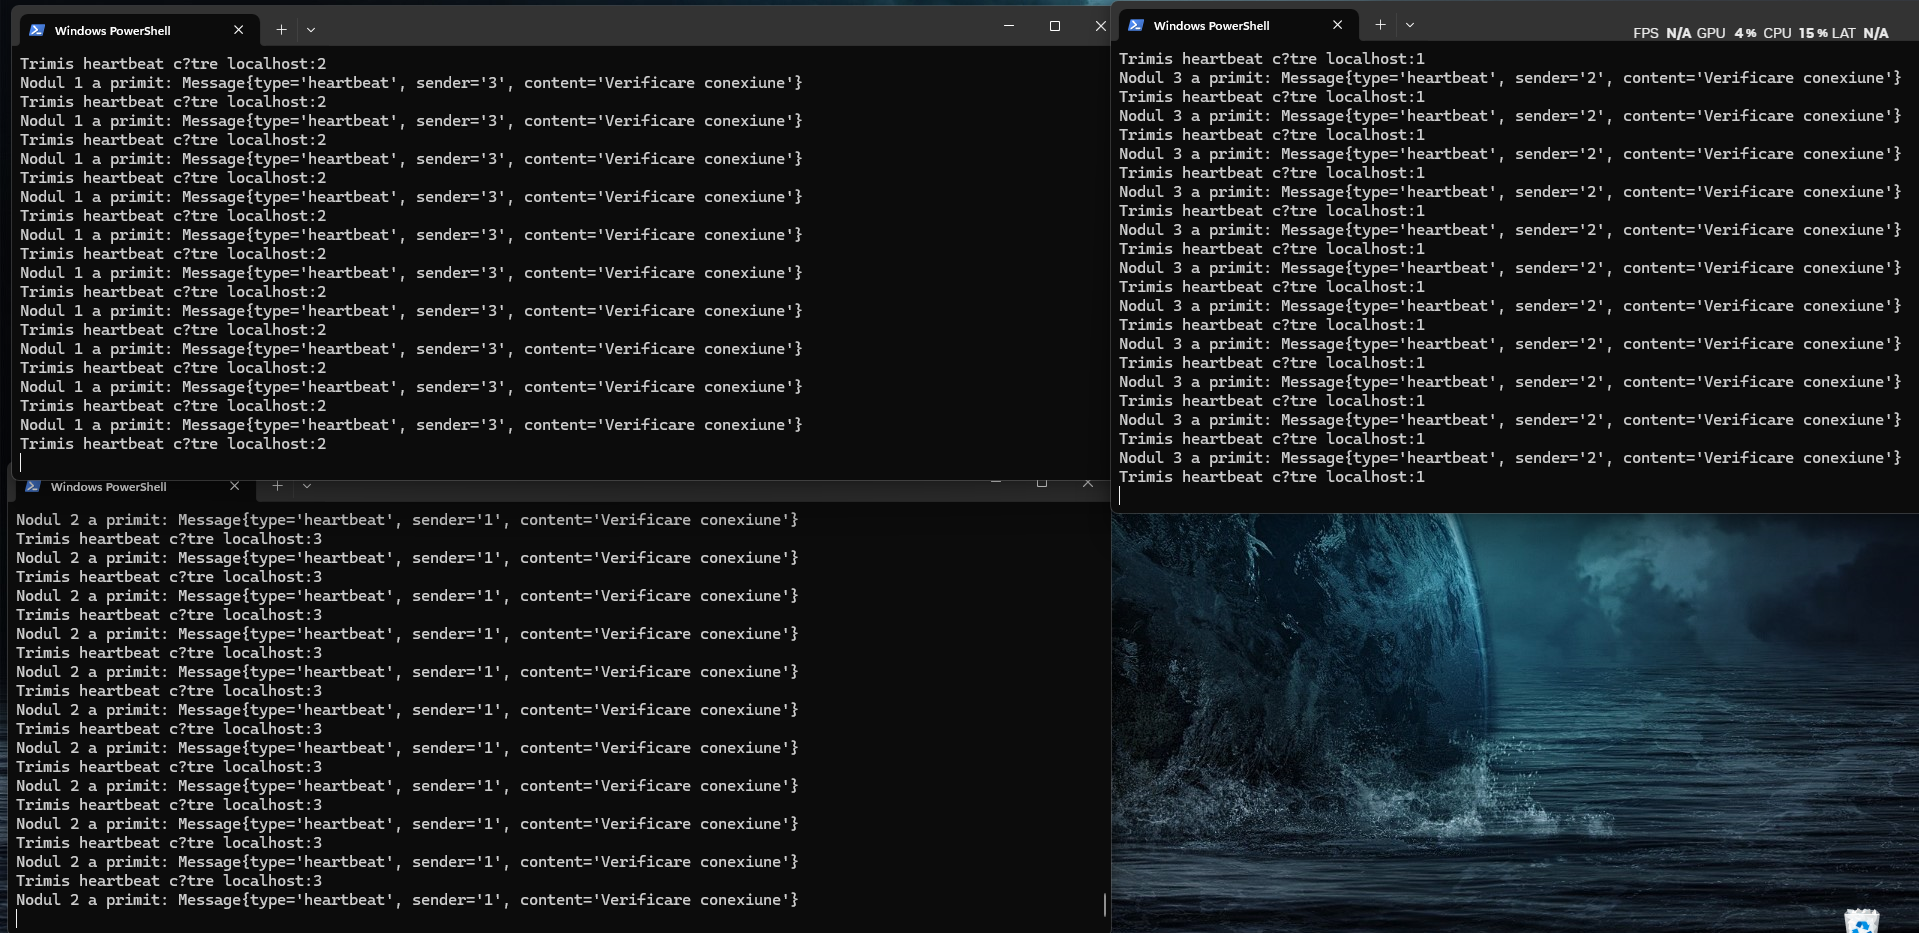 Windows PowerShell
Trimis heartbeat c?tre localhost:2
Nodul 1 a primit: Message{type='heartbeat', sender='3', content='Verificare conexiune'}
Trimis heartbeat c?tre localhost:2
Nodul 1 a primit: Message{type='heartbeat', sender='3', content='Verificare conexiune'}
Trimis heartbeat c?tre localhost:2
Nodul 1 a primit: Message{type='heartbeat', sender='3', content='Verificare conexiune'}
Trimis heartbeat c?tre localhost:2
Nodul 1 a primit: Message{type='heartbeat', sender='3', content='Verificare conexiune'}
Trimis heartbeat c?tre localhost:2
Nodul 1 a primit: Message{type='heartbeat', sender='3', content='Verificare conexiune'}
Trimis heartbeat c?tre localhost:2
Nodul 1 a primit: Message{type='heartbeat', sender='3', content='Verificare conexiune'}
Trimis heartbeat c?tre localhost:2
Nodul 1 a primit: Message{type='heartbeat', sender='3', content='Verificare conexiune'}
Trimis heartbeat c?tre localhost:2
Nodul 1 a primit: Message{type='heartbeat', sender='3', content='Verificare conexiune'}
Trimis heartbeat c?tre localhost:2
Nodul 1 a primit: Message{type='heartbeat', sender='3', content='Verificare conexiune'}
Trimis heartbeat c?tre localhost:2
Nodul 1 a primit: Message{type='heartbeat', sender='3', content='Verificare conexiune'}
Trimis heartbeat c?tre localhost:2
Windows PowerShell
FPS N/A GPU 4% CPU 15% LAT N/A
Trimis heartbeat c?tre localhost:1
Nodul 3 a primit: Message{type='heartbeat', sender='2', content='Verificare conexiune'}
Trimis heartbeat c?tre localhost:1
Nodul 3 a primit: Message{type='heartbeat', sender='2', content='Verificare conexiune'}
Trimis heartbeat c?tre localhost:1
Nodul 3 a primit: Message{type='heartbeat', sender='2', content='Verificare conexiune'}
Trimis heartbeat c?tre localhost:1
Nodul 3 a primit: Message{type='heartbeat', sender='2', content='Verificare conexiune'}
Trimis heartbeat c?tre localhost:1
Nodul 3 a primit: Message{type='heartbeat', sender='2', content='Verificare conexiune'}
Trimis heartbeat c?tre localhost:1
Nodul 3 a primit: Message{type='heartbeat', sender='2', content='Verificare conexiune'}
Trimis heartbeat c?tre localhost:1
Nodul 3 a primit: Message{type='heartbeat', sender='2', content='Verificare conexiune'}
Trimis heartbeat c?tre localhost:1
Nodul 3 a primit: Message{type='heartbeat', sender='2', content='Verificare conexiune'}
Trimis heartbeat c?tre localhost:1
Nodul 3 a primit: Message{type='heartbeat', sender='2', content='Verificare conexiune'}
Trimis heartbeat c?tre localhost:1
Nodul 3 a primit: Message{type='heartbeat', sender='2', content='Verificare conexiune'}
Trimis heartbeat c?tre localhost:1
Nodul 3 a primit: Message{type='heartbeat', sender='2', content='Verificare conexiune'}
Trimis heartbeat c?tre localhost:1
Windows PowerShell
Nodul 2 a primit: Message{type='heartbeat', sender='1', content='Verificare conexiune'}
Trimis heartbeat c?tre localhost:3
Nodul 2 a primit: Message{type='heartbeat', sender='1', content='Verificare conexiune'}
Trimis heartbeat c?tre localhost:3
Nodul 2 a primit: Message{type='heartbeat', sender='1', content='Verificare conexiune'}
Trimis heartbeat c?tre localhost:3
Nodul 2 a primit: Message{type='heartbeat', sender='1', content='Verificare conexiune'}
Trimis heartbeat c?tre localhost:3
Nodul 2 a primit: Message{type='heartbeat', sender='1', content='Verificare conexiune'}
Trimis heartbeat c?tre localhost:3
Nodul 2 a primit: Message{type='heartbeat', sender='1', content='Verificare conexiune'}
Trimis heartbeat c?tre localhost:3
Nodul 2 a primit: Message{type='heartbeat', sender='1', content='Verificare conexiune'}
Trimis heartbeat c?tre localhost:3
Nodul 2 a primit: Message{type='heartbeat', sender='1', content='Verificare conexiune'}
Trimis heartbeat c?tre localhost:3
Nodul 2 a primit: Message{type='heartbeat', sender='1', content='Verificare conexiune'}
Trimis heartbeat c?tre localhost:3
Nodul 2 a primit: Message{type='heartbeat', sender='1', content='Verificare conexiune'}
Trimis heartbeat c?tre localhost:3
Nodul 2 a primit: Message{type='heartbeat', sender='1', content='Verificare conexiune'}